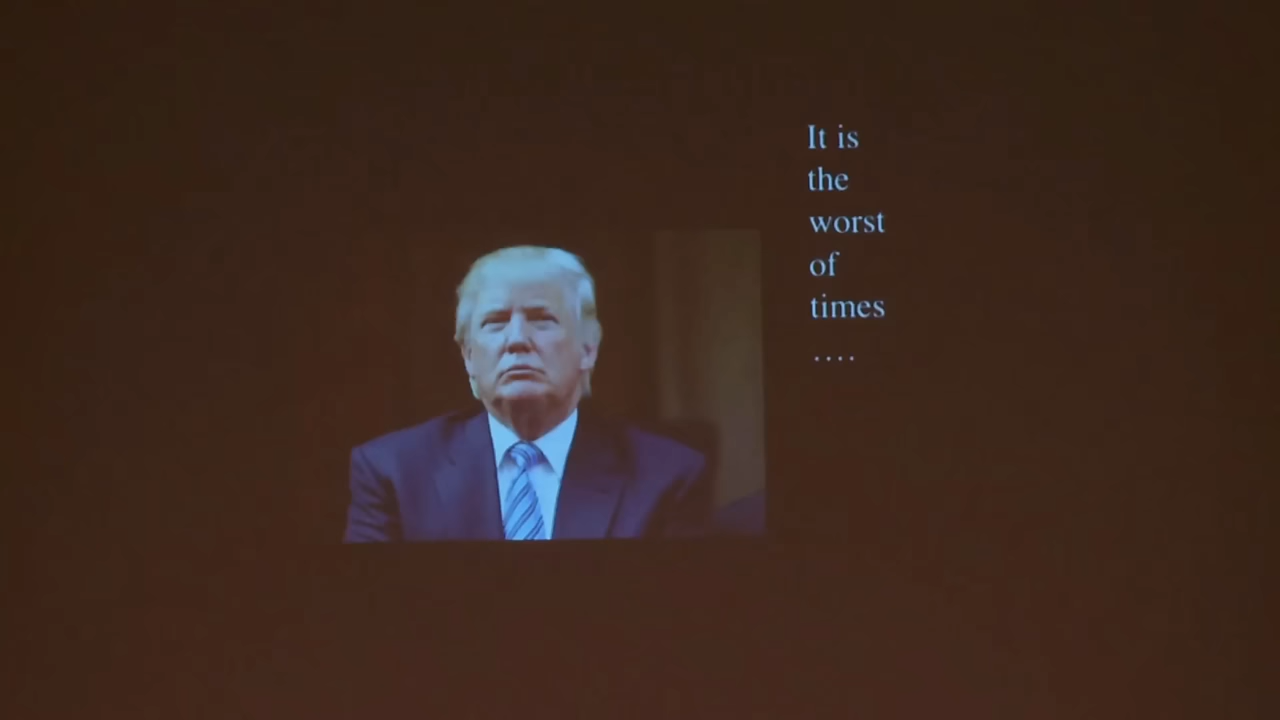 It is
the
worst
of
times
....